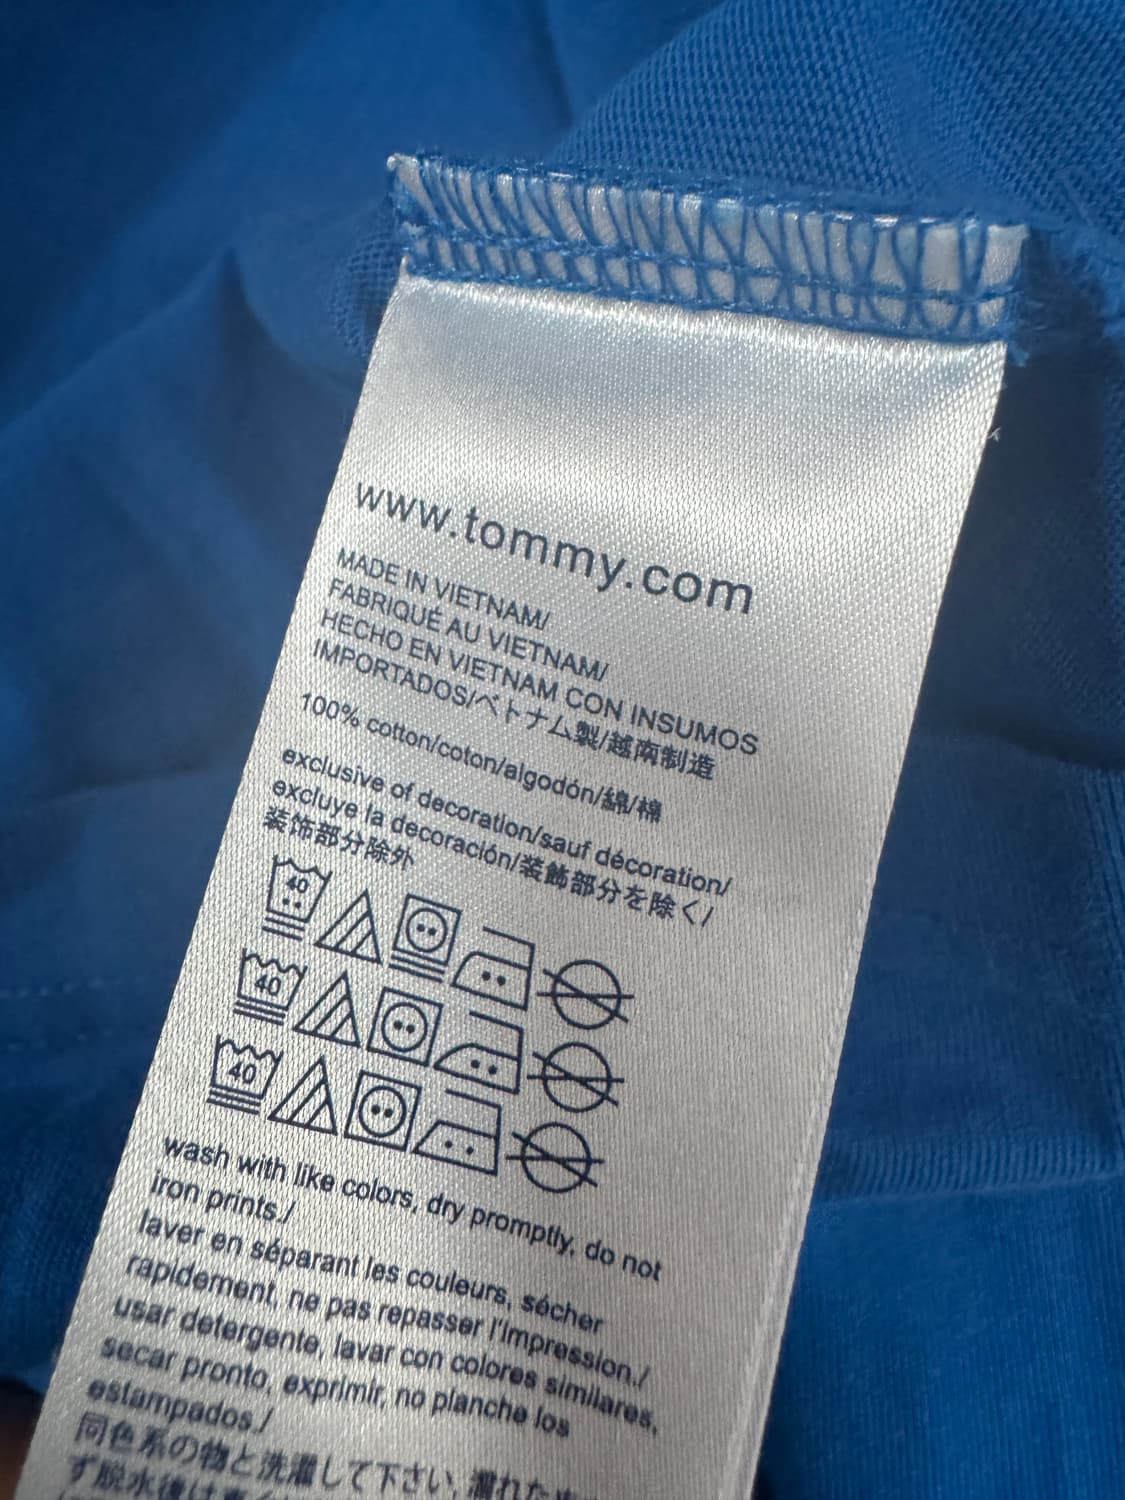 www.tommy.com
MADE IN VIETNAM/
FABRIQUÉ AU VIETNAM/
HECHO EN VIETNAM CON INSUMOS
IMPORTADOS/ベトナム製/越南制造
100% cotton/coton/algodón/綿/棉
exclusive of decoration/sauf décoration/
excluye la decoración/装飾部分を除く/
装饰部分除外
40
40
40
wash with like colors, dry promptly, do not
iron prints./
laver en séparant les couleurs, sécher
rapidement, ne pas repasser l'impression./
usar detergente, lavar con colores similares,
secar pronto, exprimir, no planche los
estampados./
同色系の物と洗濯して下さい, 濡れた
ず脱水後は